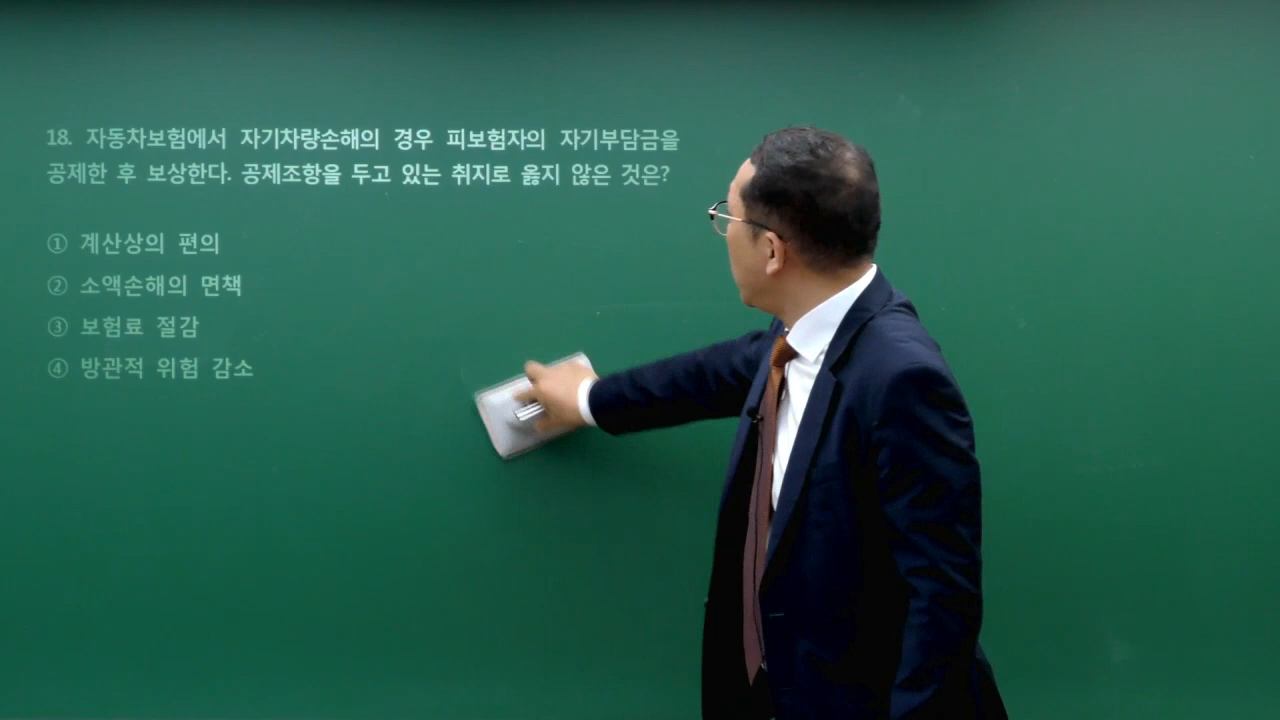 18. 자동차보험에서 자기차량손해의 경우 피보험자의 자기부담금을
공제한 후 보상한다. 공제조항을 두고 있는 취지로 옳지 않은 것은?
① 계산상의 편의
② 소액손해의 면책
③ 보험료 절감
④ 방관적 위험 감소